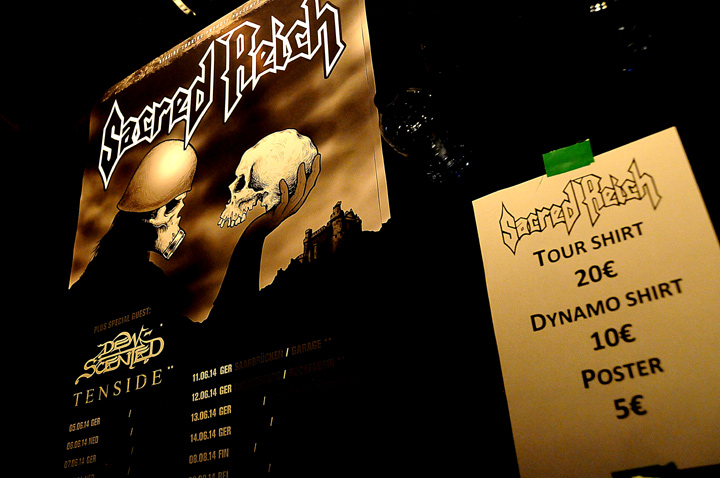 Sacred Reich
PLUS SPECIAL GUEST:
DEW-SCENTED**
TENSIDE**
05.06.14 GER /
06.06.14 NED /
07.06.14 GER /
11.06.14 GER SAARBRÜCKEN / GARAGE **
12.06.14 GER /
13.06.14 GER /
14.06.14 GER /
08.08.14 FIN /
Sacred Reich
TOUR SHIRT
20€
DYNAMO SHIRT
10€
POSTER
5€